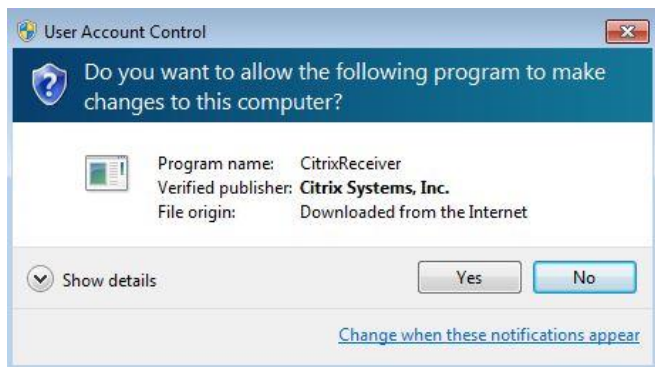 User Account Control
Do you want to allow the following program to make
changes to this computer?
Program name: CitrixReceiver
Verified publisher: Citrix Systems, Inc.
File origin: Downloaded from the Internet
Show details
Yes No
Change when these notifications appear